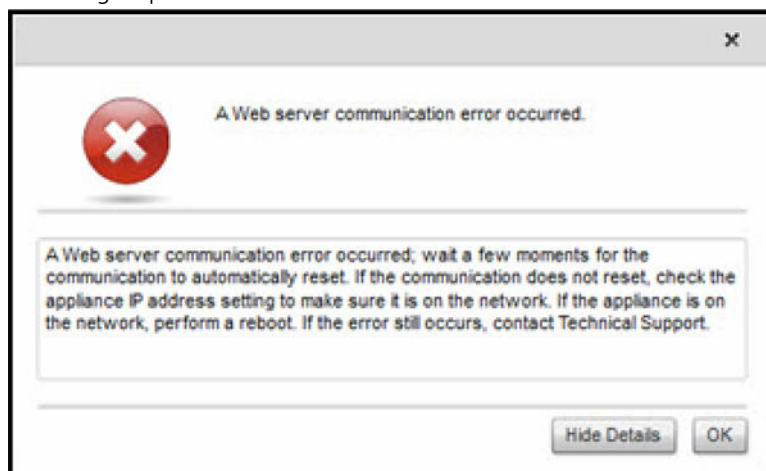 ×
A Web server communication error occurred.
A Web server communication error occurred; wait a few moments for the
communication to automatically reset. If the communication does not reset, check the
appliance IP address setting to make sure it is on the network. If the appliance is on
the network, perform a reboot. If the error still occurs, contact Technical Support.
Hide Details OK